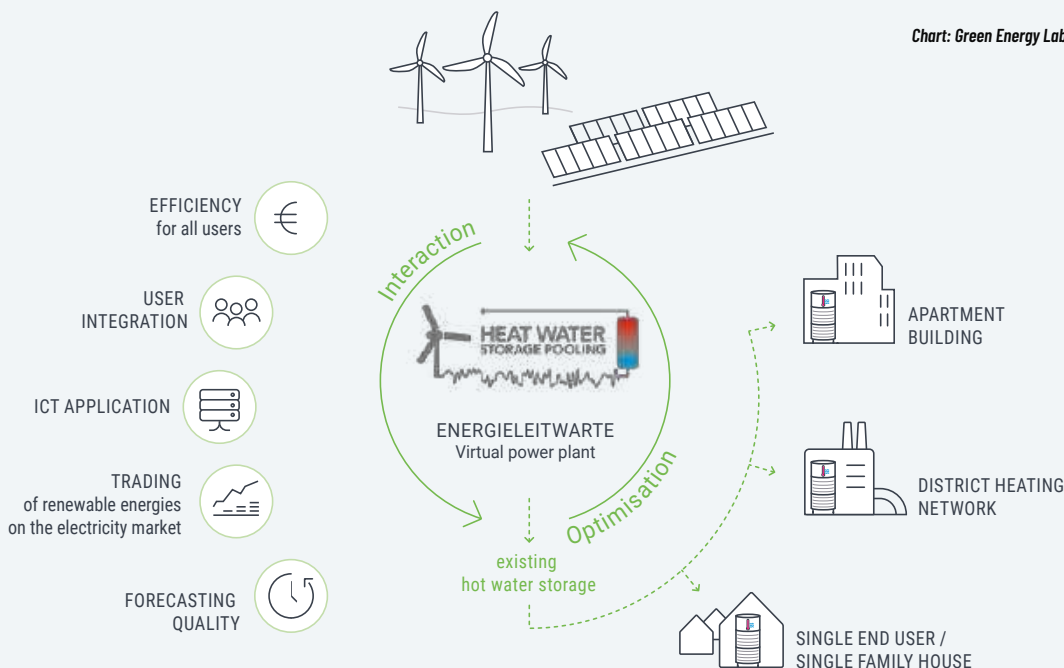 Chart: Green Energy Lab
EFFICIENCY
for all users
USER
INTEGRATION
ICT APPLICATION
TRADING
of renewable energies
on the electricity market
FORECASTING
QUALITY
Interaction
HEAT WATER
STORAGE POOLING
ENERGIELEITWARTE
Virtual power plant
Optimisation
existing
hot water storage
APARTMENT
BUILDING
DISTRICT HEATING
NETWORK
SINGLE END USER /
SINGLE FAMILY HOUSE